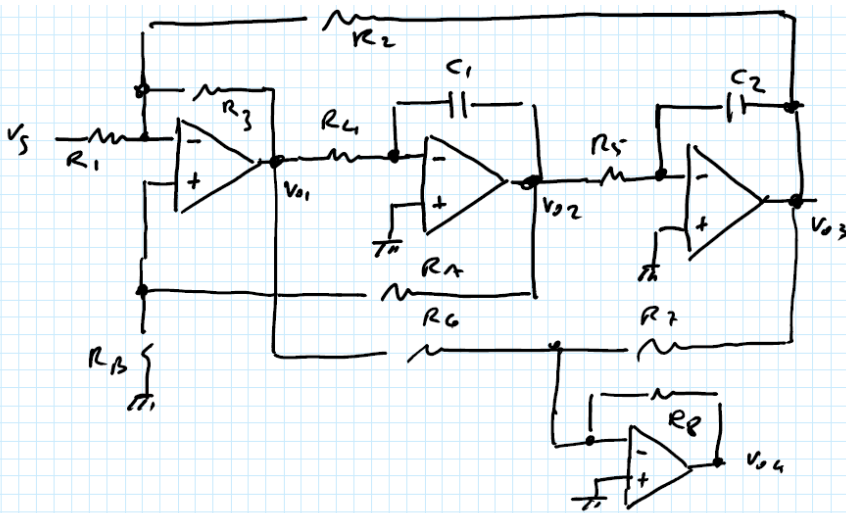 R2
C1
C2
R3
R4
R5
Vs
R1
-
+
Vo1
-
+
Vo2
-
+
Vo3
RA
R6
R7
RB
R8
-
+
Vo4